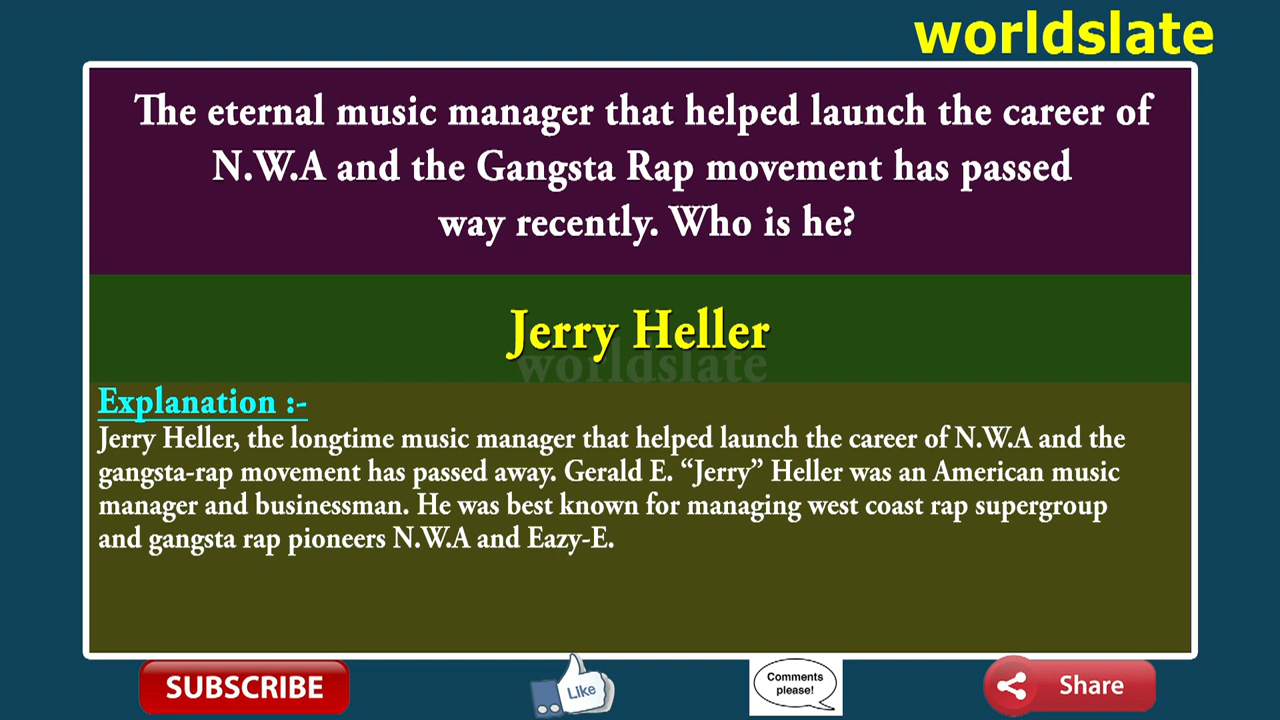 worldslate
The eternal music manager that helped launch the career of
N.W.A and the Gangsta Rap movement has passed
way recently. Who is he?
Jerry Heller
worldslate
Explanation :-
Jerry Heller, the longtime music manager that helped launch the career of N.W.A and the
gangsta-rap movement has passed away. Gerald E. “Jerry” Heller was an American music
manager and businessman. He was best known for managing west coast rap supergroup
and gangsta rap pioneers N.W.A and Eazy-E.
SUBSCRIBE
Like
Comments
please!
Share